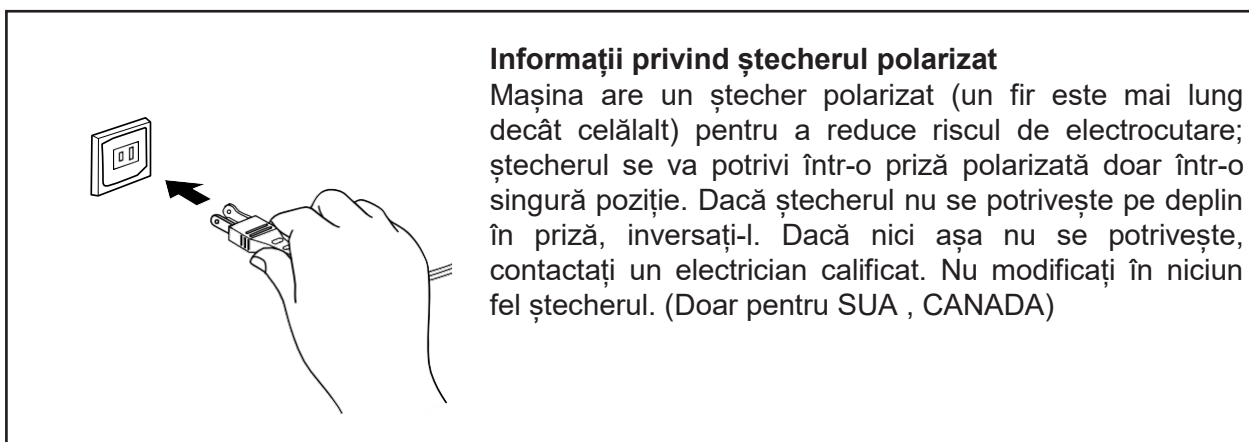 Informații privind ștecherul polarizat
Mașina are un ștecher polarizat (un fir este mai lung
decât celălalt) pentru a reduce riscul de electrocutare;
ștecherul se va potrivi într-o priză polarizată doar într-o
singură poziție. Dacă ștecherul nu se potrivește pe deplin
în priză, inversați-l. Dacă nici așa nu se potrivește,
contactați un electrician calificat. Nu modificați în niciun
fel ștecherul. (Doar pentru SUA , CANADA)